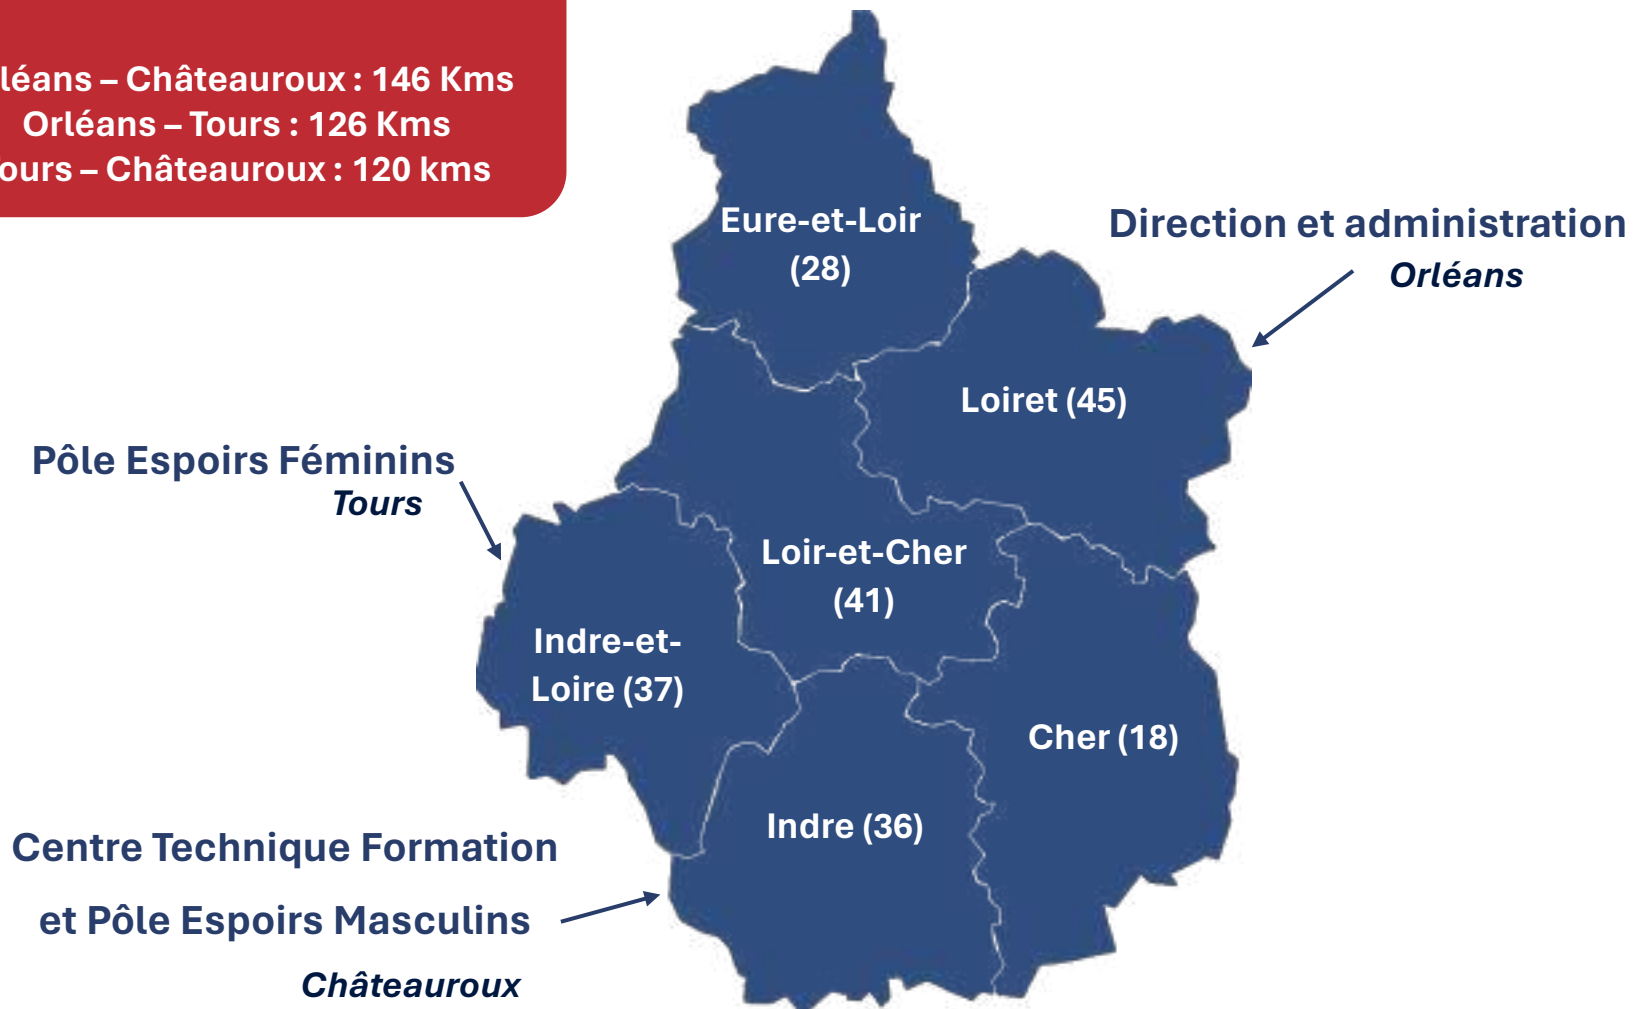 léans – Châteauroux : 146 Kms
Orléans – Tours : 126 Kms
ours – Châteauroux : 120 kms
Eure-et-Loir
(28)
Direction et administration
Orléans
Loiret (45)
Pôle Espoirs Féminins
Tours
Loir-et-Cher
(41)
Indre-et-
Loire (37)
Cher (18)
Indre (36)
Centre Technique Formation
et Pôle Espoirs Masculins
Châteauroux